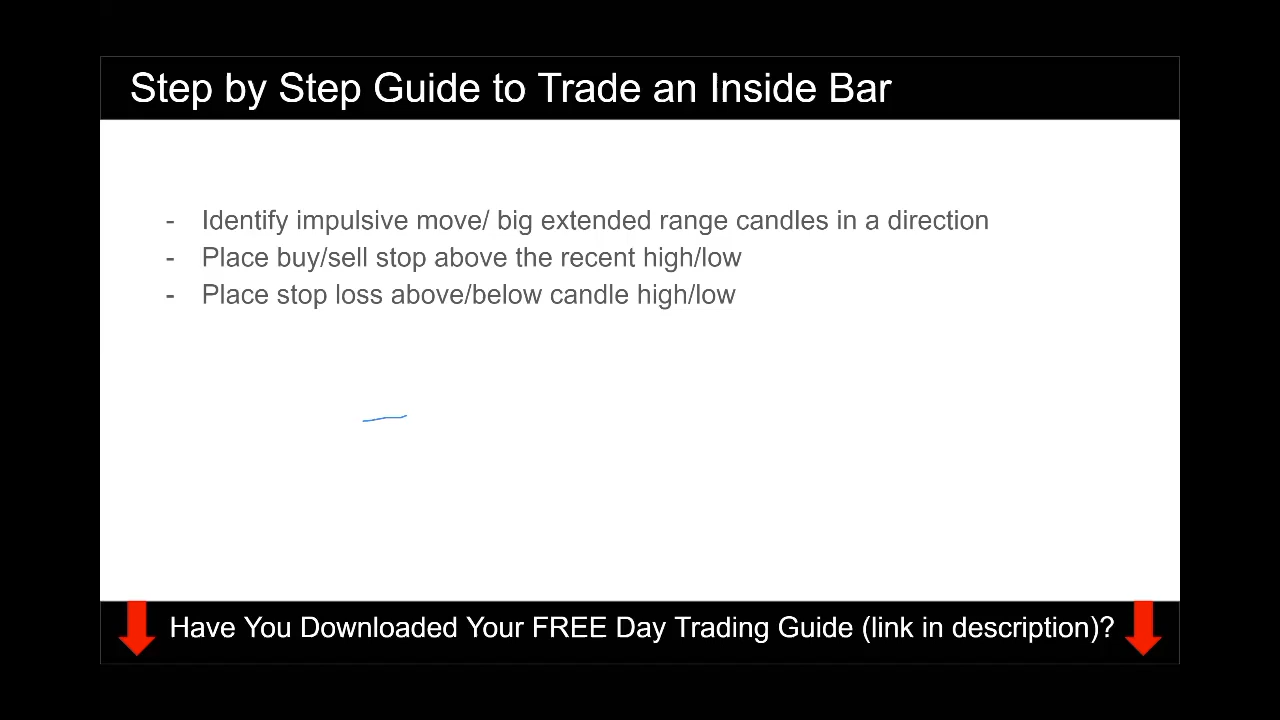 Step by Step Guide to Trade an Inside Bar
- Identify impulsive move/ big extended range candles in a direction
- Place buy/sell stop above the recent high/low
- Place stop loss above/below candle high/low
Have You Downloaded Your FREE Day Trading Guide (link in description)?